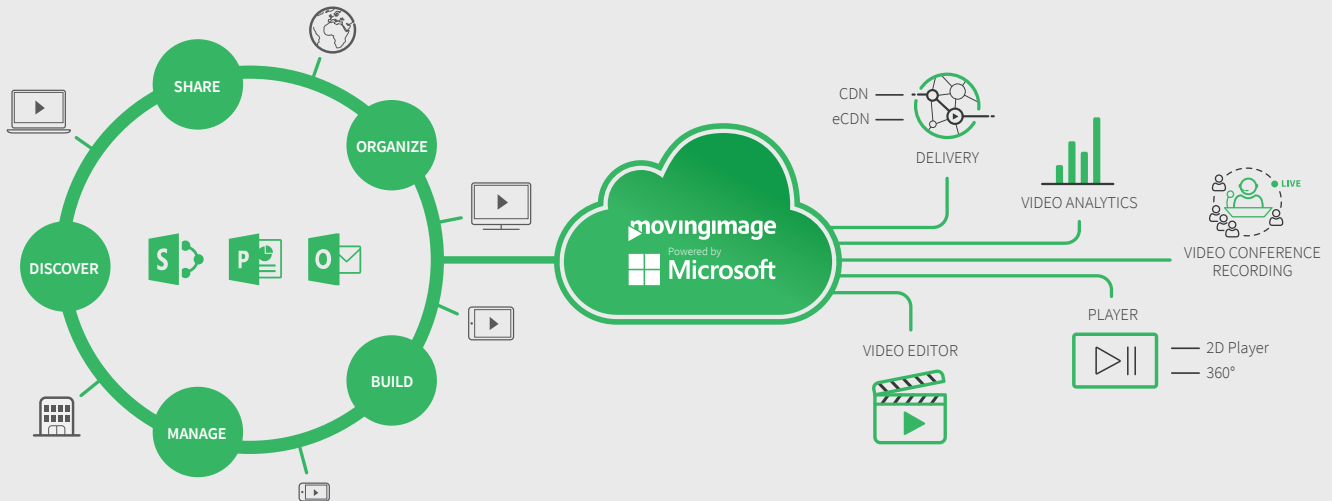 SHARE
ORGANIZE
DISCOVER
BUILD
MANAGE
S
P
O
movingimage
Powered by
Microsoft
CDN
eCDN
DELIVERY
VIDEO ANALYTICS
LIVE
VIDEO CONFERENCE
RECORDING
PLAYER
2D Player
360°
VIDEO EDITOR